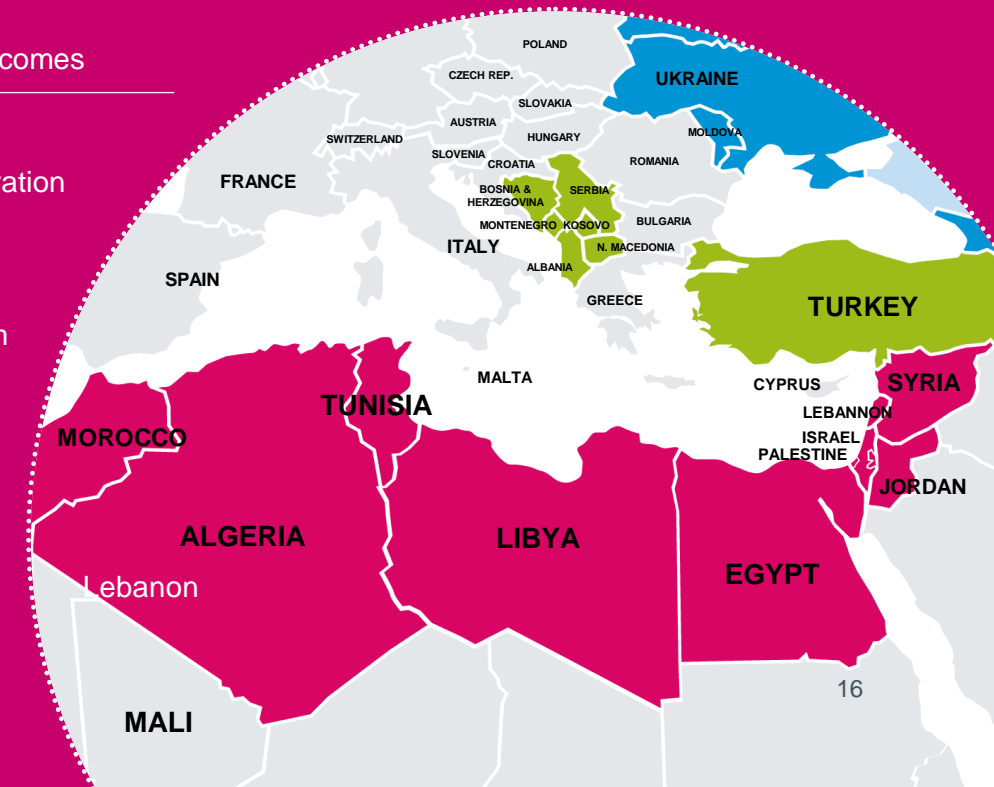 comes
ation
n
POLAND
CZECH REP.
UKRAINE
SLOVAKIA
AUSTRIA
SWITZERLAND
HUNGARY
MOLDOVA
SLOVENIA
CROATIA
ROMANIA
FRANCE
BOSNIA &
HERZEGOVINA
SERBIA
MONTENEGRO
KOSOVO
BULGARIA
ITALY
N. MACEDONIA
SPAIN
ALBANIA
GREECE
TURKEY
MALTA
CYPRUS
SYRIA
TUNISIA
LEBANNON
MOROCCO
ISRAEL
PALESTINE
JORDAN
ALGERIA
LIBYA
EGYPT
Lebanon
16
MALI